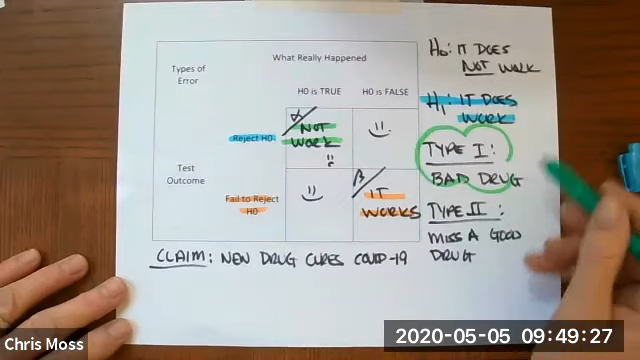 What Really Happened
Types of
Error
H0 is TRUE
H0 is FALSE
α
Reject H0
NOT
WORK
Test
Outcome
Fail to Reject
H0
β
IT
WORKS
H0: IT DOES
NOT WORK
H1: IT DOES
WORK
TYPE I:
BAD DRUG
TYPE II:
MISS A GOOD
DRUG
CLAIM: NEW DRUG CURES COVID-19
Chris Moss
2020-05-05 09:49:27